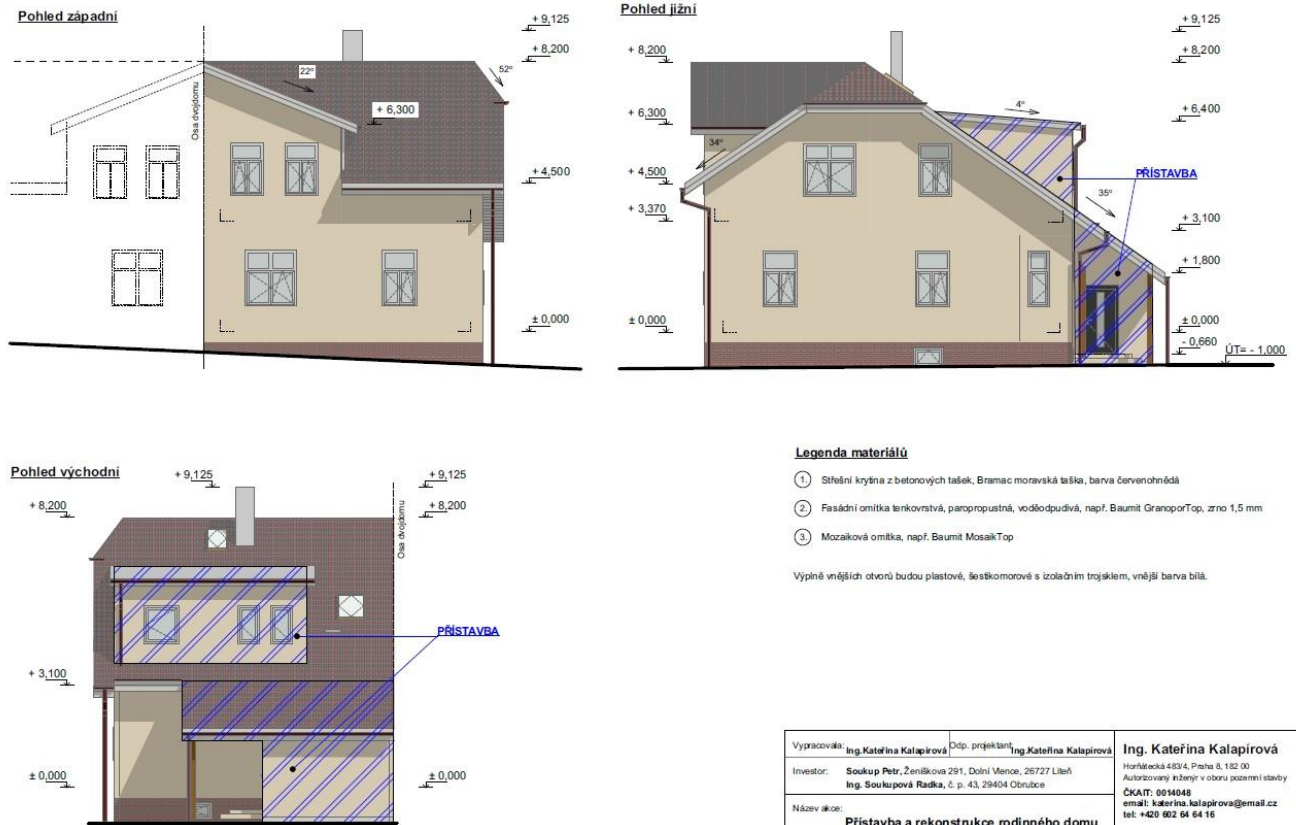 Pohled západní
+ 9,125
+ 8,200
52°
22°
Osa dvojdomu
+ 6,300
+ 4,500
± 0,000
Pohled jižní
+ 9,125
+ 8,200
+ 8,200
+ 6,300
4°
+ 6,400
34°
PŘÍSTAVBA
+ 4,500
35°
+ 3,370
+ 3,100
+ 1,800
± 0,000
± 0,000
- 0,660
ÚT= - 1,000
Pohled východní
+ 9,125
+ 9,125
+ 8,200
+ 8,200
Osa dvojdomu
PŘÍSTAVBA
+ 3,100
± 0,000
± 0,000
Legenda materiálů
1. Střešní krytina z betonových tašek, Bramac moravská taška, barva červenohnědá
2. Fasádní omítka tenkovrstvá, paropropustná, voděodpudivá, např. Baumit GranoporTop, zrno 1,5 mm
3. Mozaiková omítka, např. Baumit MosaikTop
Výplně vnějších otvorů budou plastové, šestikomorové s izolačním trojsklem, vnější barva bílá.
Vypracovala: Ing.Kateřina Kalapírová Odp. projektant Ing.Kateřina Kalapírová
Investor: Soukup Petr, Ženíškova 291, Dolní Vlence, 26727 Liteň
Ing. Soukupová Radka, č. p. 43, 29404 Obrubce
Název akce:
Přístavba a rekonstrukce rodinného domu
Ing. Kateřina Kalapírová
Horňátecká 483/4, Praha 8, 182 00
Autorizovaný inženýr v oboru pozemní stavby
ČKAIT: 0014048
email: katerina.kalapirova@email.cz
tel: +420 602 64 64 16